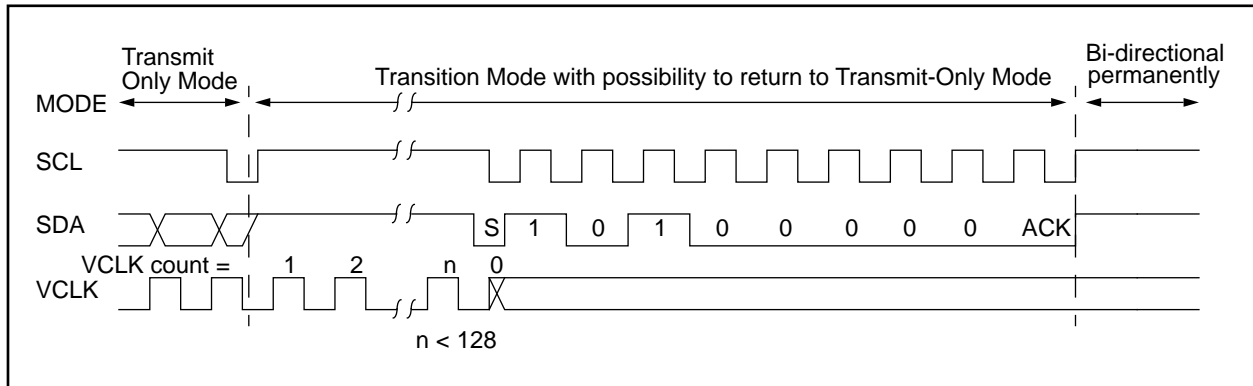 Transmit
Only Mode
Transition Mode with possibility to return to Transmit-Only Mode
Bi-directional
permanently
MODE
SCL
SDA
S 1 0 1 0 0 0 0 0 ACK
VCLK count = 1 2 n 0
VCLK
n < 128